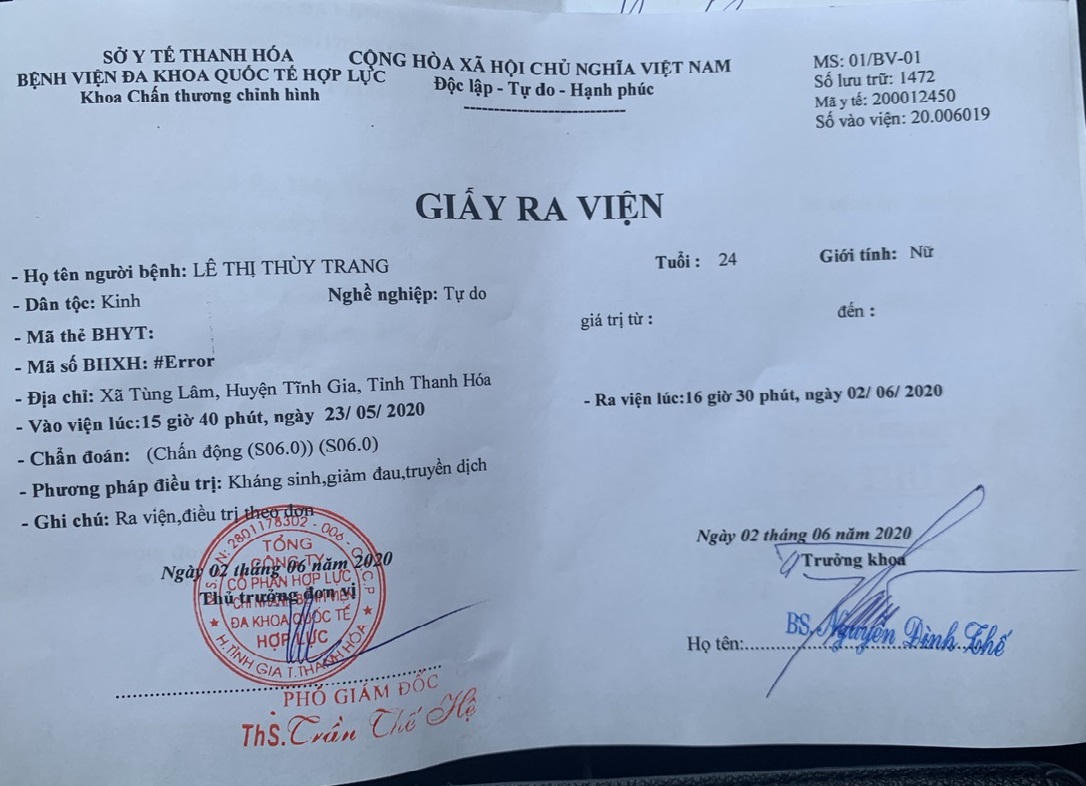 SỞ Y TẾ THANH HÓA
BỆNH VIỆN ĐA KHOA QUỐC TẾ HỢP LỰC
Khoa Chấn thương chỉnh hình
CỘNG HÒA XÃ HỘI CHỦ NGHĨA VIỆT NAM
Độc lập - Tự do - Hạnh phúc
MS: 01/BV-01
Số lưu trữ: 1472
Mã y tế: 200012450
Số vào viện: 20.006019
GIẤY RA VIỆN
- Họ tên người bệnh: LÊ THỊ THÙY TRANG Tuổi : 24 Giới tính: Nữ
- Dân tộc: Kinh Nghề nghiệp: Tự do
- Mã thẻ BHYT: giá trị từ : đến :
- Mã số BHXH: #Error
- Địa chỉ: Xã Tùng Lâm, Huyện Tĩnh Gia, Tỉnh Thanh Hóa
- Vào viện lúc:15 giờ 40 phút, ngày 23/ 05/ 2020 - Ra viện lúc:16 giờ 30 phút, ngày 02/ 06/ 2020
- Chẩn đoán: (Chấn động (S06.0)) (S06.0)
- Phương pháp điều trị: Kháng sinh,giảm đau,truyền dịch
- Ghi chú: Ra viện,điều trị theo đơn
Ngày 02 tháng 06 năm 2020
Thủ trưởng đơn vị
N: 2801178302 - 006 - C.T.C.P
TỔNG
CÔNG TY
CỔ PHẦN HỢP LỰC
ĐA KHOA QUỐC TẾ
HỢP LỰC
H.TĨNH GIA T.THANH HÓA
PHÓ GIÁM ĐỐC
ThS. Trần Thế Hệ
Ngày 02 tháng 06 năm 2020
Trưởng khoa
Họ tên: BS. Nguyễn Đình Thế